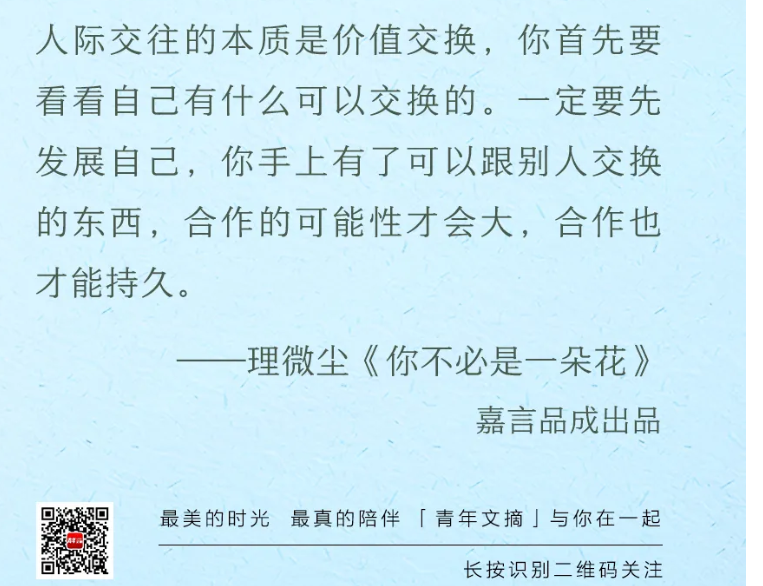 人际交往的本质是价值交换，你首先要
看看自己有什么可以交换的。一定要先
发展自己，你手上有了可以跟别人交换
的东西，合作的可能性才会大，合作也
才能持久。
——理微尘《你不必是一朵花》
嘉言品成出品
最美的时光 最真的陪伴「青年文摘」与你在一起
长按识别二维码关注